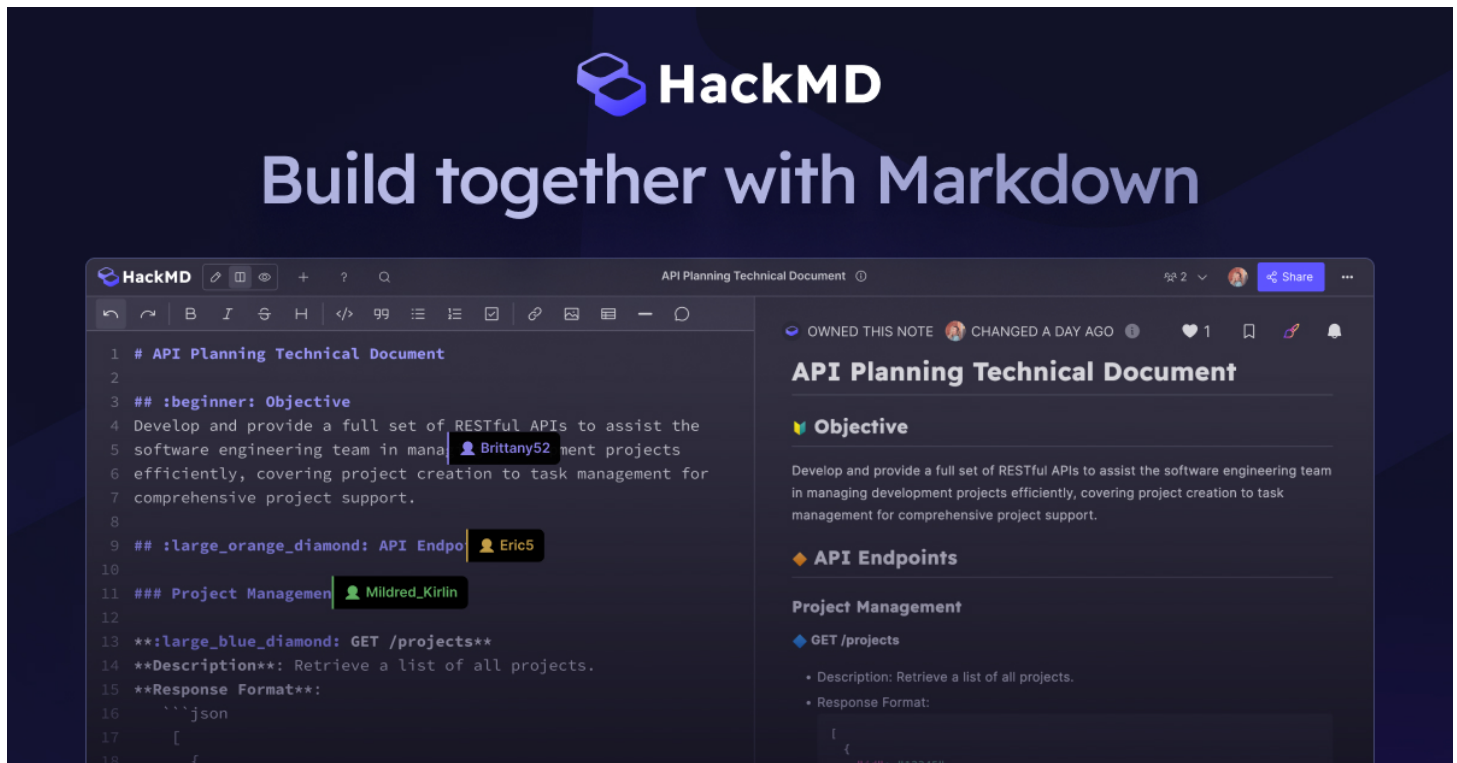 HackMD
Build together with Markdown
HackMD + ? API Planning Technical Document 2 Share
B I S H </> 99
1 # API Planning Technical Document
2
3 ## :beginner: Objective
4 Develop and provide a full set of RESTful APIs to assist the
5 software engineering team in mana Brittany52 ment projects
6 efficiently, covering project creation to task management for
7 comprehensive project support.
8
9 ## :large_orange_diamond: API Endpo Eric5
10
11 ### Project Managemen Mildred_Kirlin
12
13 **:large_blue_diamond: GET /projects**
14 **Description**: Retrieve a list of all projects.
15 **Response Format**:
16 ```json
17 [
18 {
OWNED THIS NOTE CHANGED A DAY AGO 1
API Planning Technical Document
Objective
Develop and provide a full set of RESTful APIs to assist the software engineering team
in managing development projects efficiently, covering project creation to task
management for comprehensive project support.
API Endpoints
Project Management
GET /projects
• Description: Retrieve a list of all projects.
• Response Format:
[
{